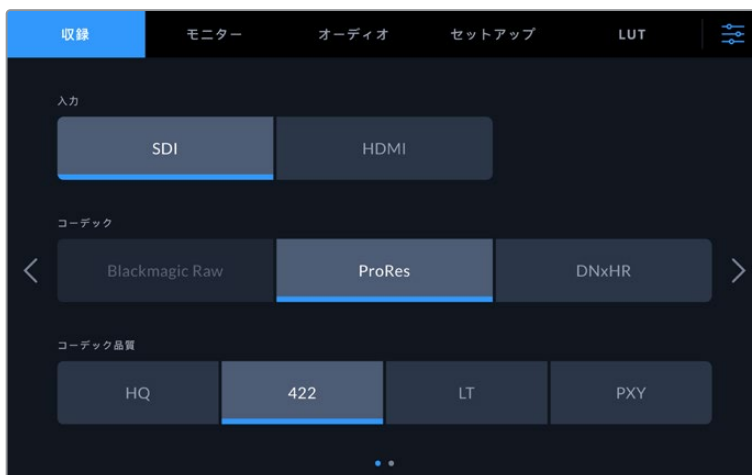 収録 モニター オーディオ セットアップ LUT
入力
SDI HDMI
コーデック
Blackmagic Raw ProRes DNxHR
コーデック品質
HQ 422 LT PXY